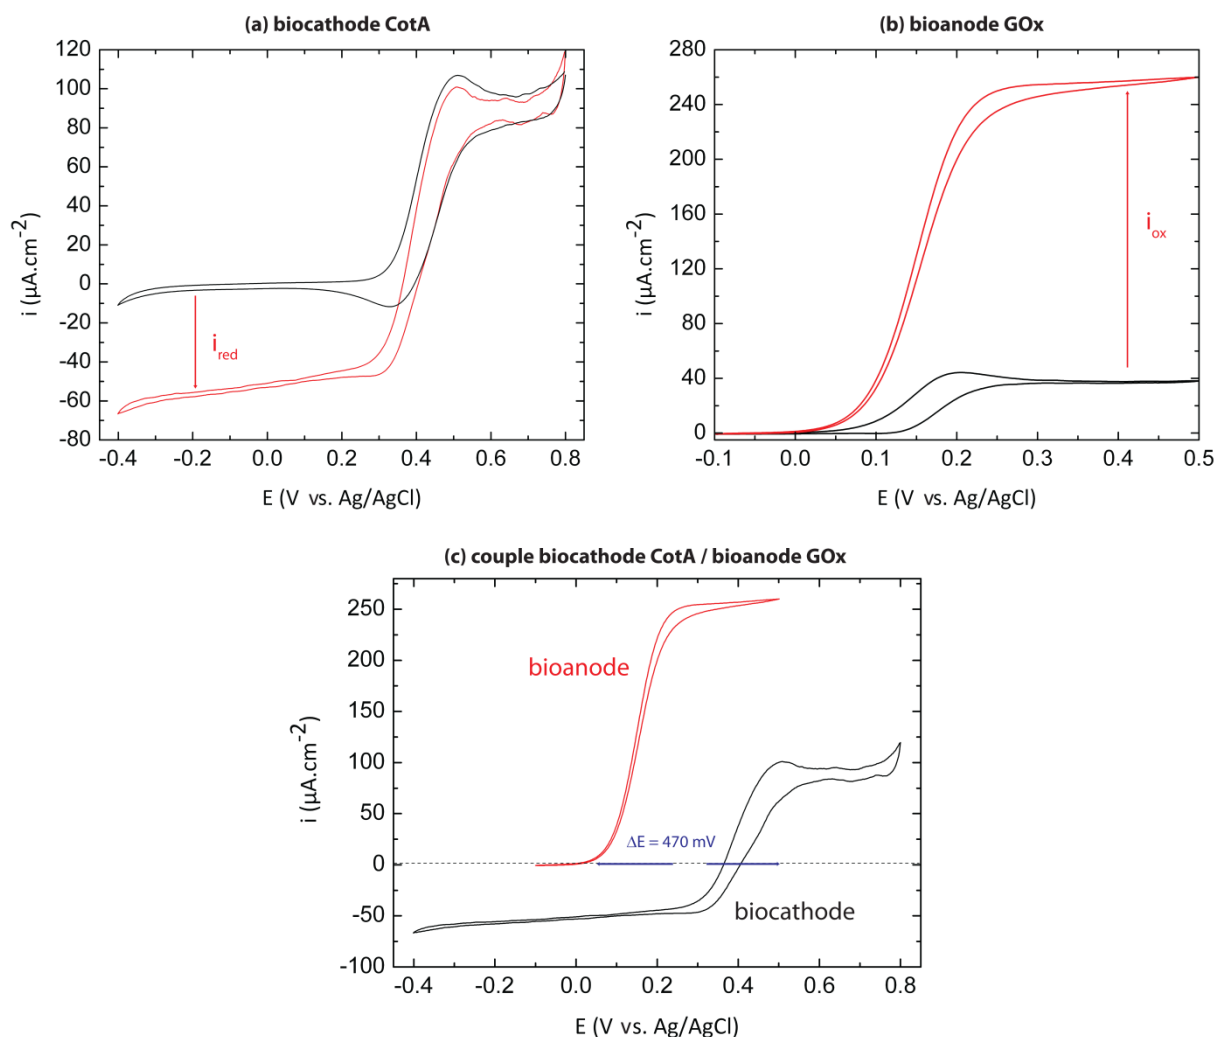 (a) biocathode CotA
120
100
80
60
40
20
0
-20
-40
-60
-80
i (µA.cm-2)
i red
-0.4 -0.2 0.0 0.2 0.4 0.6 0.8
E (V vs. Ag/AgCl)
(b) bioanode GOx
280
240
200
160
120
80
40
0
i (µA.cm-2)
i ox
-0.1 0.0 0.1 0.2 0.3 0.4 0.5
E (V vs. Ag/AgCl)
(c) couple biocathode CotA / bioanode GOx
250
200
150
100
50
0
-50
-100
i (µA.cm-2)
bioanode
ΔE = 470 mV
biocathode
-0.4 -0.2 0.0 0.2 0.4 0.6 0.8
E (V vs. Ag/AgCl)